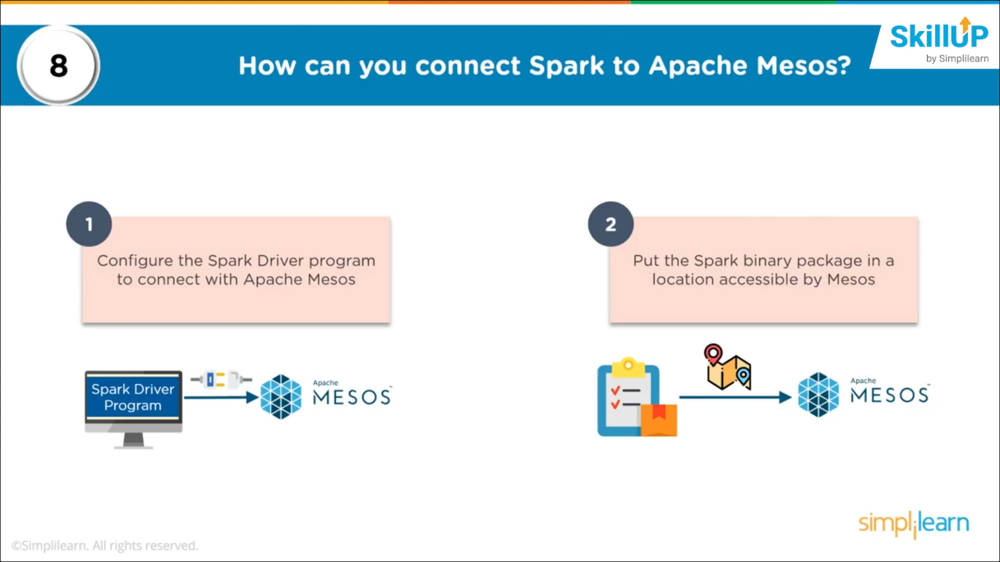 8
How can you connect Spark to Apache Mesos?
SkillUP
by Simplilearn
1
Configure the Spark Driver program
to connect with Apache Mesos
2
Put the Spark binary package in a
location accessible by Mesos
Spark Driver
Program
Apache
MESOS™
Apache
MESOS™
simplilearn
©Simplilearn. All rights reserved.